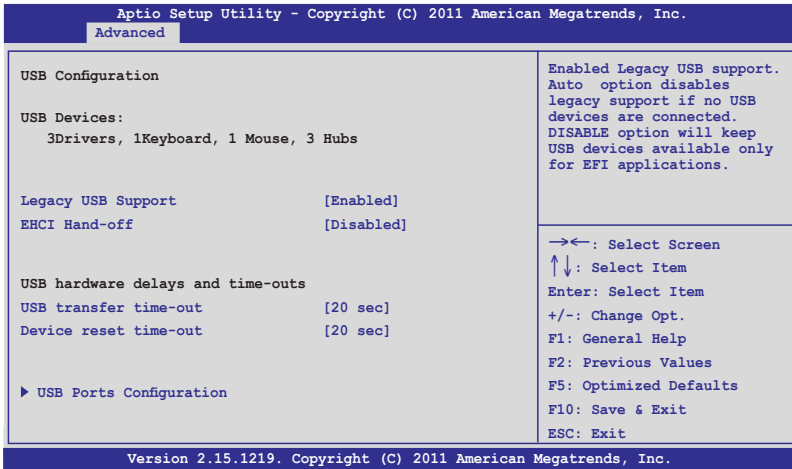 Aptio Setup Utility - Copyright (C) 2011 American Megatrends, Inc.
Advanced
USB Configuration
USB Devices:
3Drivers, 1Keyboard, 1 Mouse, 3 Hubs
Legacy USB Support [Enabled]
EHCI Hand-off [Disabled]
USB hardware delays and time-outs
USB transfer time-out [20 sec]
Device reset time-out [20 sec]
USB Ports Configuration
Enabled Legacy USB support.
Auto option disables
legacy support if no USB
devices are connected.
DISABLE option will keep
USB devices available only
for EFI applications.
→←: Select Screen
↑↓: Select Item
Enter: Select Item
+/-: Change Opt.
F1: General Help
F2: Previous Values
F5: Optimized Defaults
F10: Save & Exit
ESC: Exit
Version 2.15.1219. Copyright (C) 2011 American Megatrends, Inc.